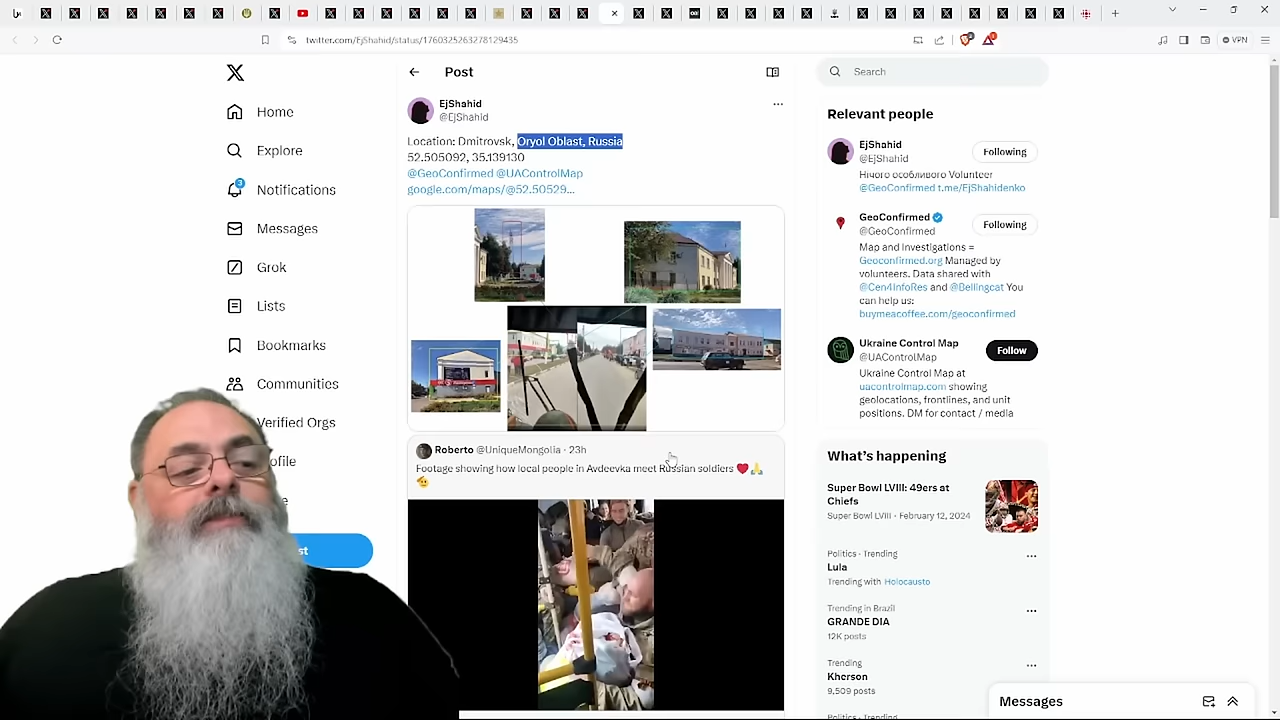 twitter.com/EjShahid/status/1760325263278129435
VPN
Home
Explore
3
Notifications
Messages
Grok
Bookmarks
Communities
Verified Orgs
Post
EjShahid
@EjShahid
Location: Dmitrovsk, Oryol Oblast, Russia
52.505092, 35.139130
@GeoConfirmed @UAControlMap
google.com/maps/@52.50529...
Roberto @UniqueMongolia · 23h
Footage showing how local people in Avdeevka meet Russian soldiers
Search
Relevant people
EjShahid
@EjShahid
Following
Нічого особливого Volunteer
@GeoConfirmed t.me/EjShahidenko
GeoConfirmed
@GeoConfirmed
Following
Map and Investigations =
Geoconfirmed.org Managed by
volunteers. Data shared with
@Cen4InfoRes and @Bellingcat You
can help us:
buymeacoffee.com/geoconfirmed
Ukraine Control Map
@UAControlMap
Follow
Ukraine Control Map at
uacontrolmap.com showing
geolocations, frontlines, and unit
positions. DM for contact / media
What's happening
Super Bowl LVIII: 49ers at
Chiefs
Super Bowl LVIII · February 12, 2024
Politics · Trending
Lula
Trending with Holocausto
Trending in Brazil
GRANDE DIA
12K posts
Trending
Kherson
9,509 posts
Politics · Trending
Messages